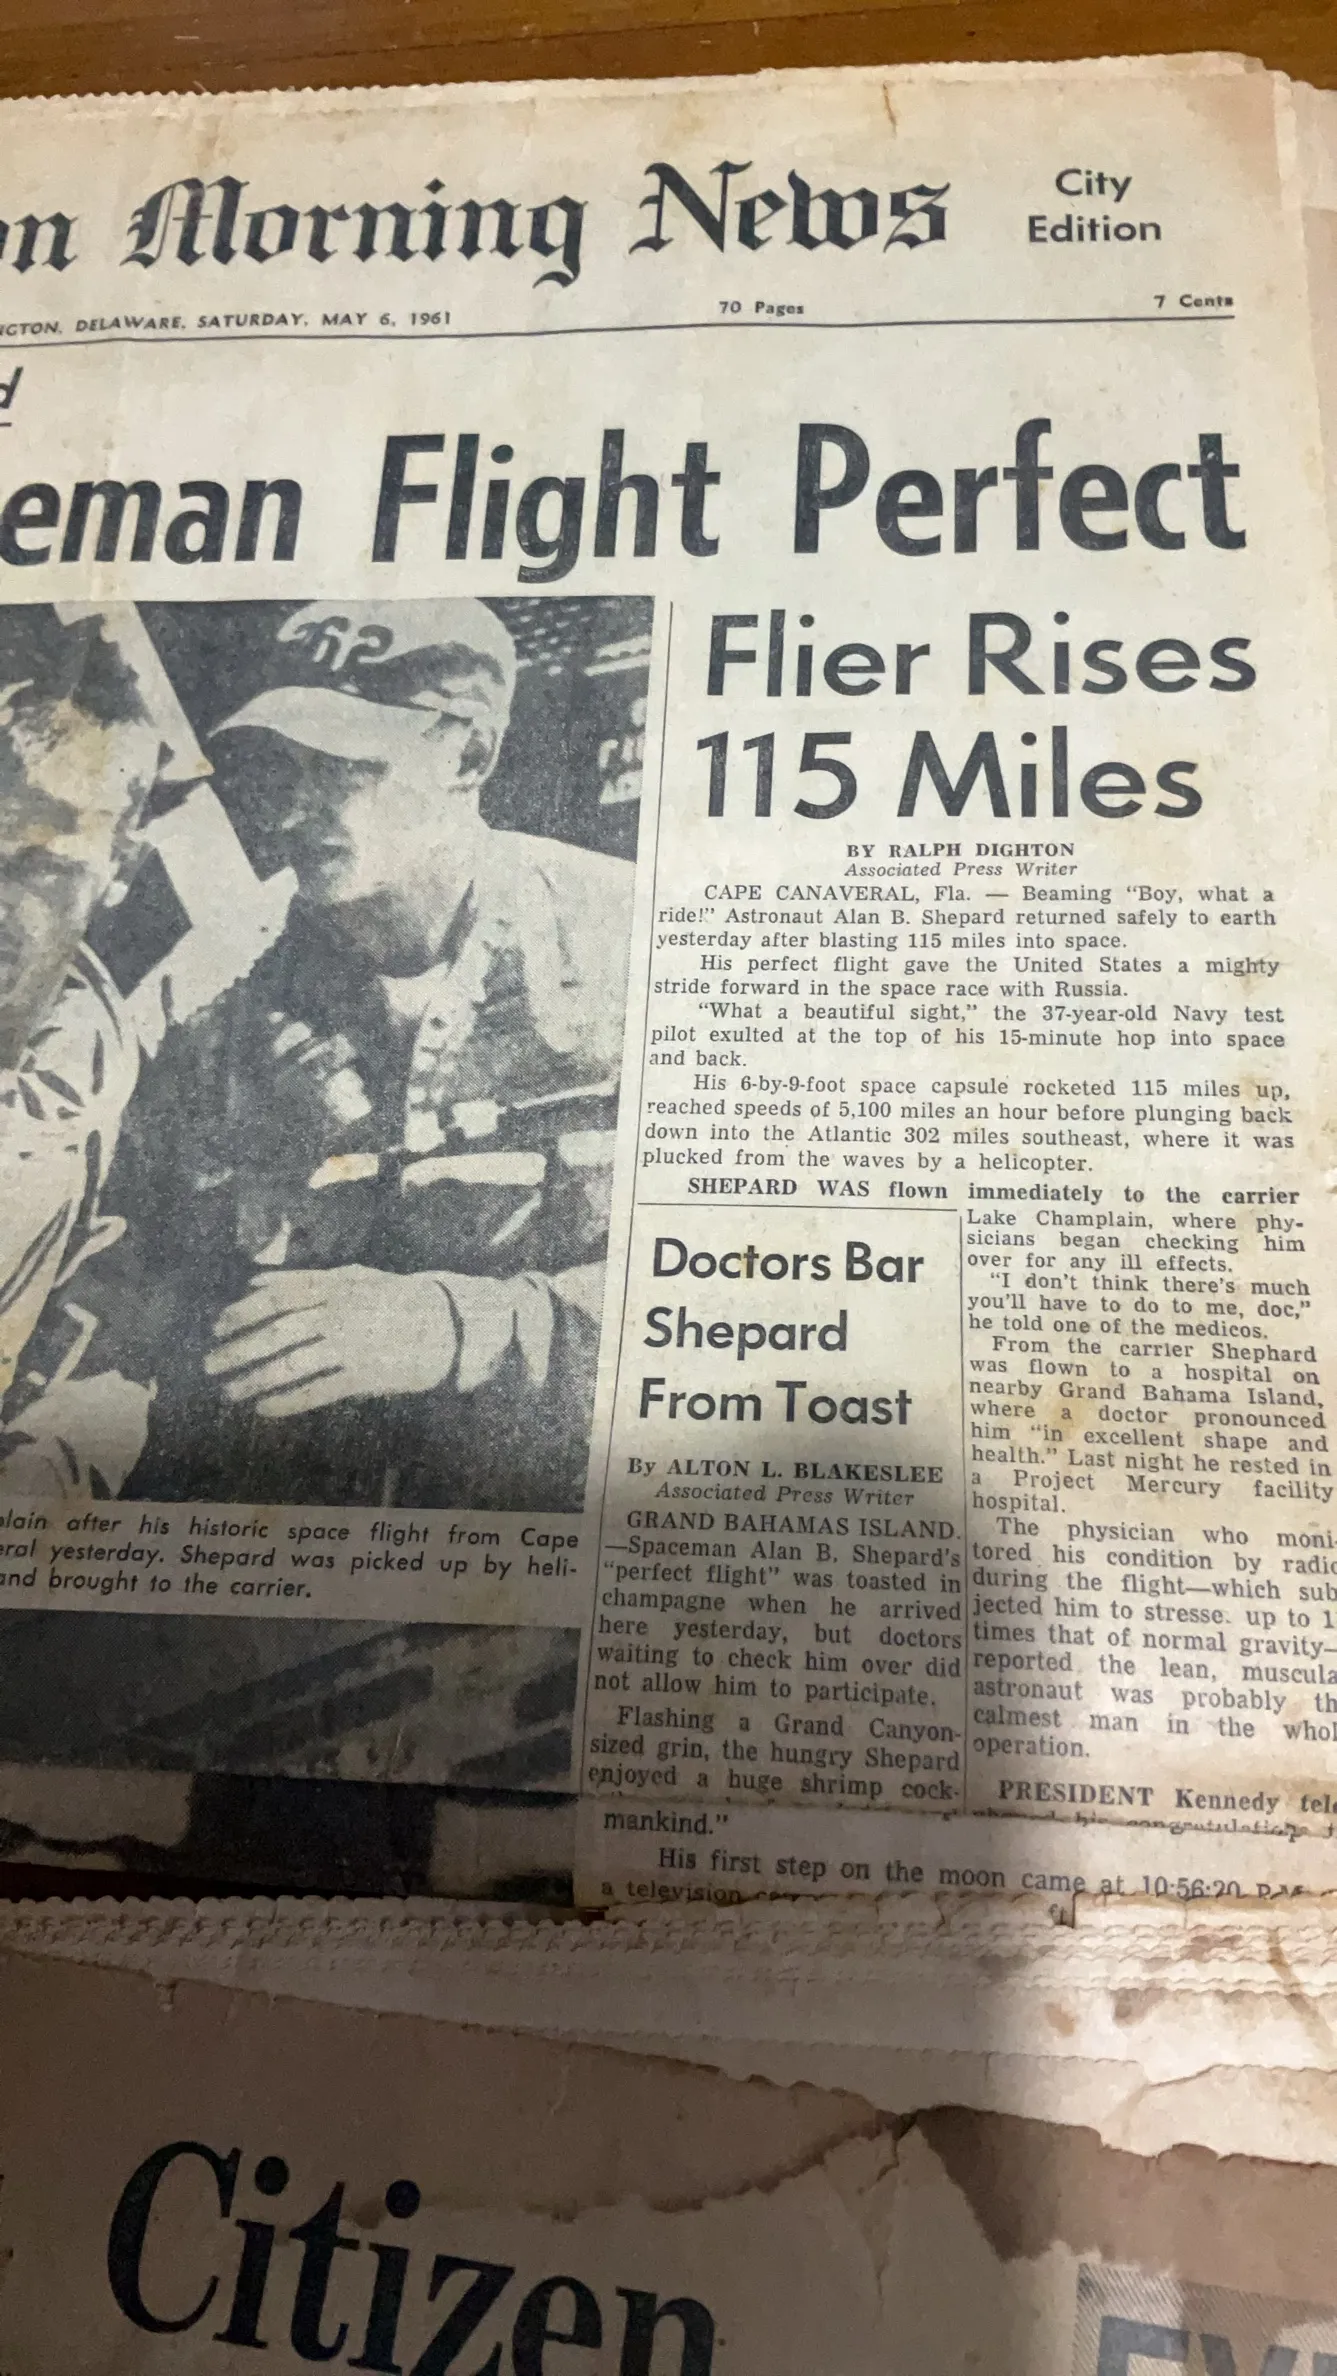 on Morning News
City
Edition
GTON, DELAWARE, SATURDAY, MAY 6, 1961
70 Pages
7 Cents
d
eman Flight Perfect
62
Flier Rises
115 Miles
BY RALPH DIGHTON
Associated Press Writer
CAPE CANAVERAL, Fla. — Beaming “Boy, what a
ride!” Astronaut Alan B. Shepard returned safely to earth
yesterday after blasting 115 miles into space.
His perfect flight gave the United States a mighty
stride forward in the space race with Russia.
“What a beautiful sight,” the 37-year-old Navy test
pilot exulted at the top of his 15-minute hop into space
and back.
His 6-by-9-foot space capsule rocketed 115 miles up,
reached speeds of 5,100 miles an hour before plunging back
down into the Atlantic 302 miles southeast, where it was
plucked from the waves by a helicopter.
SHEPARD WAS flown immediately to the carrier
Lake Champlain, where phy-
sicians began checking him
over for any ill effects.
“I don't think there's much
you'll have to do to me, doc,”
he told one of the medicos.
From the carrier Shephard
was flown to a hospital on
nearby Grand Bahama Island,
where a doctor pronounced
him “in excellent shape and
health.” Last night he rested in
a Project Mercury facility
hospital.
The physician who moni-
tored his condition by radio
during the flight—which sub
jected him to stresse. up to 1
times that of normal gravity—
reported the lean, muscula
astronaut was probably th
calmest man in the whol
operation.
PRESIDENT Kennedy tele
phoned his congratulations t
Doctors Bar
Shepard
From Toast
By ALTON L. BLAKESLEE
Associated Press Writer
GRAND BAHAMAS ISLAND.
—Spaceman Alan B. Shepard's
“perfect flight” was toasted in
champagne when he arrived
here yesterday, but doctors
waiting to check him over did
not allow him to participate.
Flashing a Grand Canyon-
sized grin, the hungry Shepard
enjoyed a huge shrimp cock-
plain after his historic space flight from Cape
eral yesterday. Shepard was picked up by heli-
and brought to the carrier.
mankind.”
His first step on the moon came at 10:56:20 p.m.
a television
Citizen